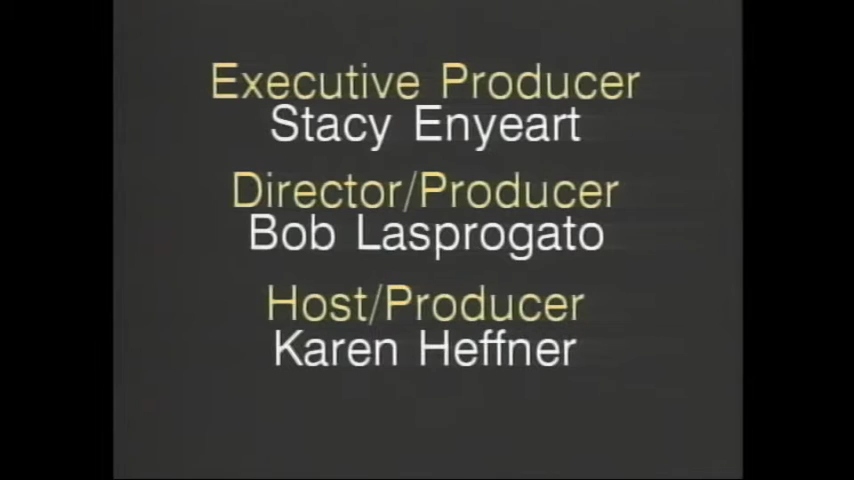 Executive Producer
Stacy Enyeart
Director/Producer
Bob Lasprogato
Host/Producer
Karen Heffner